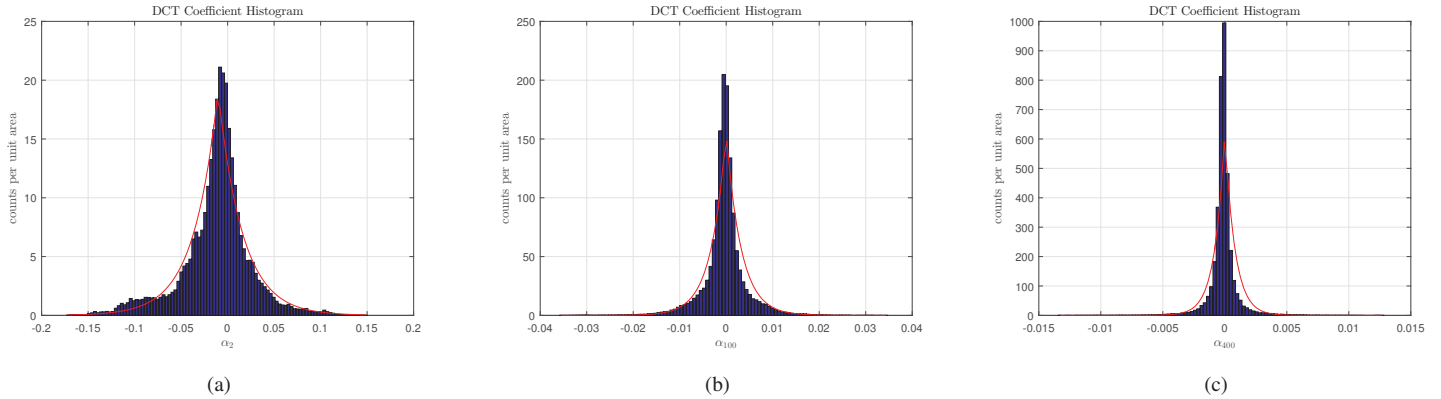 DCT Coefficient Histogram
25
20
15
10
5
0
counts per unit area
-0.2 -0.15 -0.1 -0.05 0 0.05 0.1 0.15 0.2
α2
(a)
DCT Coefficient Histogram
250
200
150
100
50
0
counts per unit area
-0.04 -0.03 -0.02 -0.01 0 0.01 0.02 0.03 0.04
α100
(b)
DCT Coefficient Histogram
1000
900
800
700
600
500
400
300
200
100
0
counts per unit area
-0.015 -0.01 -0.005 0 0.005 0.01 0.015
α400
(c)